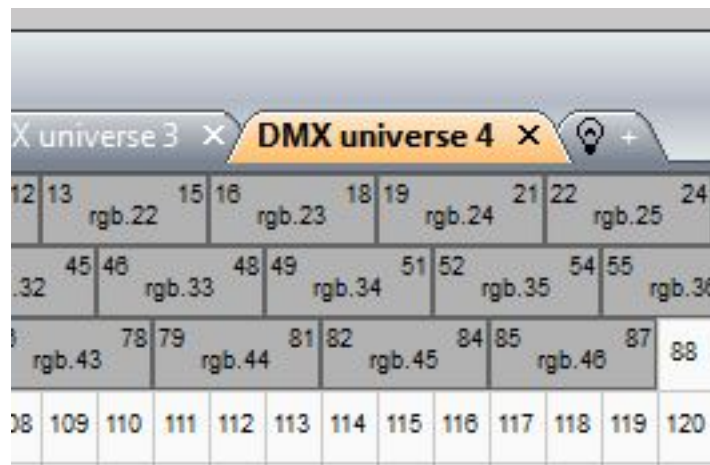 X universe 3 × DMX universe 4 × +
12 13 rgb.22 15 16 rgb.23 18 19 rgb.24 21 22 rgb.25 24
.32 45 46 rgb.33 48 49 rgb.34 51 52 rgb.35 54 55 rgb.36
rgb.43 78 79 rgb.44 81 82 rgb.45 84 85 rgb.46 87 88
08 109 110 111 112 113 114 115 116 117 118 119 120